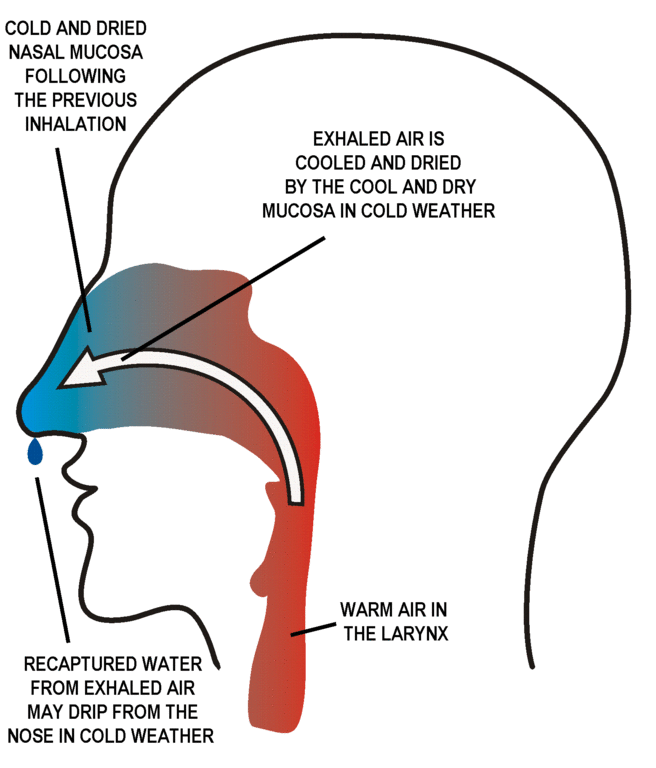 COLD AND DRIED
NASAL MUCOSA
FOLLOWING
THE PREVIOUS
INHALATION
EXHALED AIR IS
COOLED AND DRIED
BY THE COOL AND DRY
MUCOSA IN COLD WEATHER
WARM AIR IN
THE LARYNX
RECAPTURED WATER
FROM EXHALED AIR
MAY DRIP FROM THE
NOSE IN COLD WEATHER